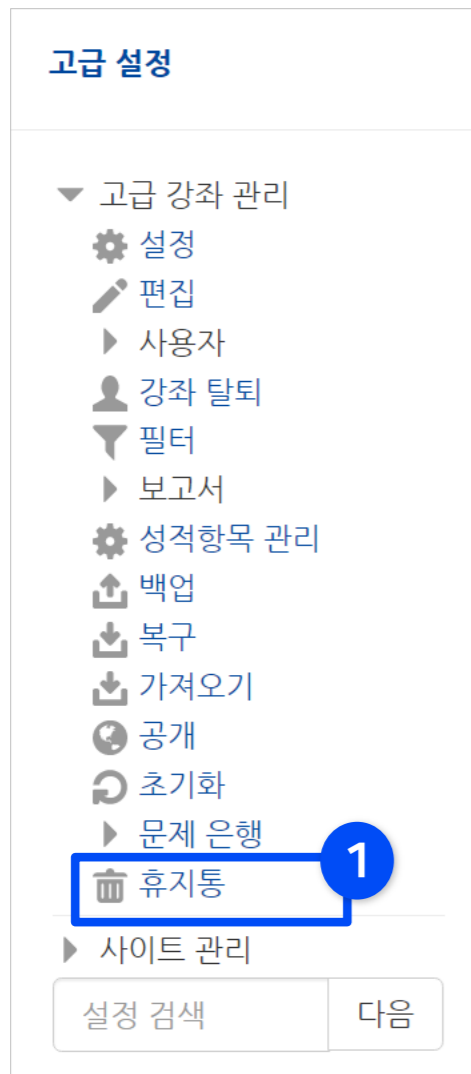 고급 설정
고급 강좌 관리
설정
편집
사용자
강좌 탈퇴
필터
보고서
성적항목 관리
백업
복구
가져오기
공개
초기화
문제 은행
1
휴지통
사이트 관리
설정 검색 다음